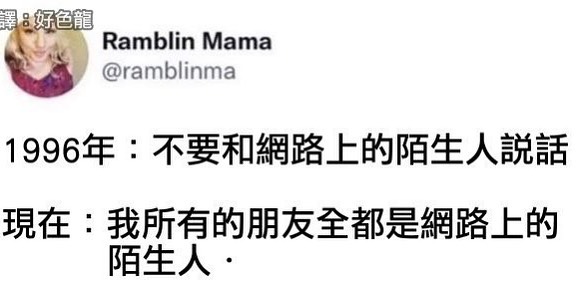 譯：好色龍
Ramblin Mama
@ramblinma
1996年：不要和網路上的陌生人說話
現在：我所有的朋友全都是網路上的
陌生人．